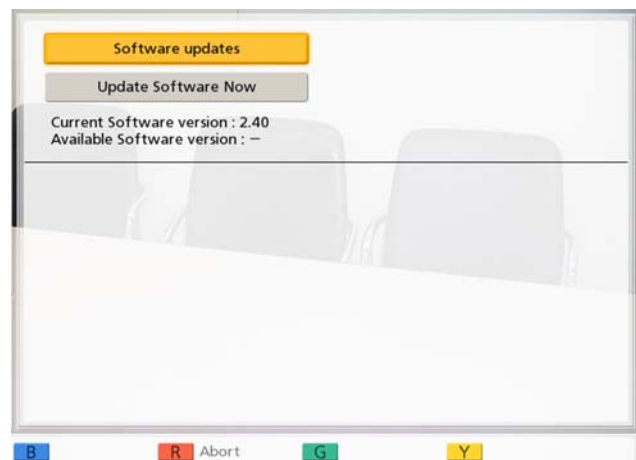 Software updates
Update Software Now
Current Software version : 2.40
Available Software version : —
B R Abort G Y